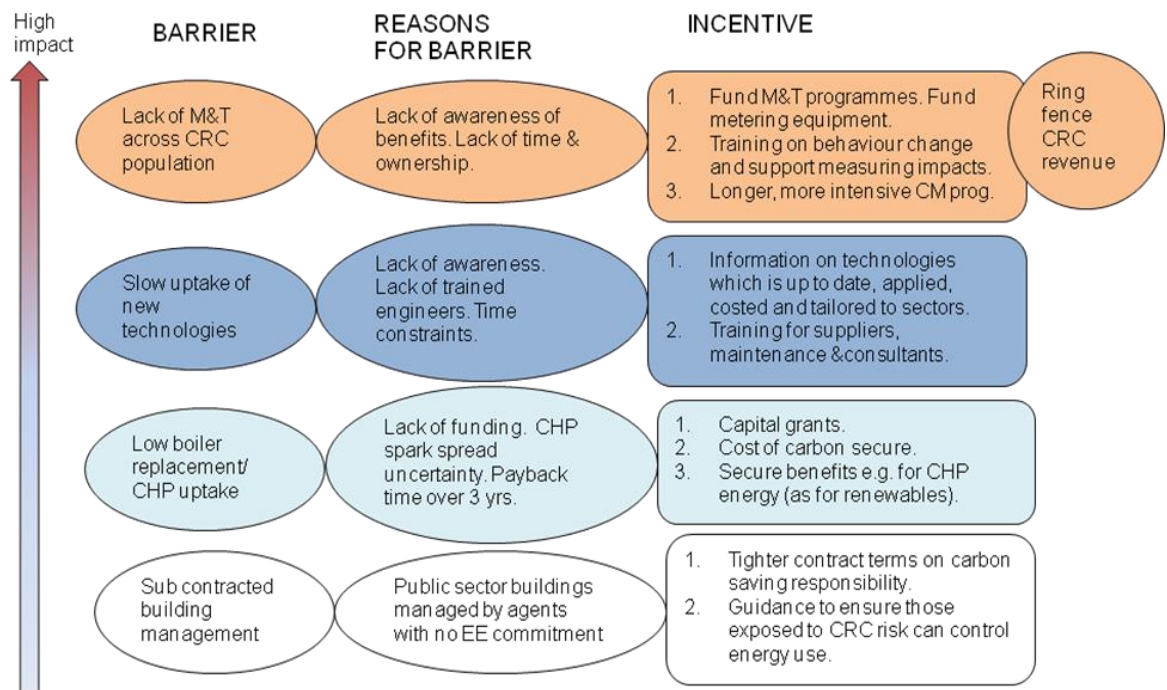 High
impact
BARRIER
REASONS
FOR BARRIER
INCENTIVE
Lack of M&T
across CRC
population
Lack of awareness of
benefits. Lack of time &
ownership.
1. Fund M&T programmes. Fund
metering equipment.
2. Training on behaviour change
and support measuring impacts.
3. Longer, more intensive CM prog.
Ring
fence
CRC
revenue
Slow uptake of
new
technologies
Lack of awareness.
Lack of trained
engineers. Time
constraints.
1. Information on technologies
which is up to date, applied,
costed and tailored to sectors.
2. Training for suppliers,
maintenance &consultants.
Low boiler
replacement/
CHP uptake
Lack of funding. CHP
spark spread
uncertainty. Payback
time over 3 yrs.
1. Capital grants.
2. Cost of carbon secure.
3. Secure benefits e.g. for CHP
energy (as for renewables).
Sub contracted
building
management
Public sector buildings
managed by agents
with no EE commitment
1. Tighter contract terms on carbon
saving responsibility.
2. Guidance to ensure those
exposed to CRC risk can control
energy use.